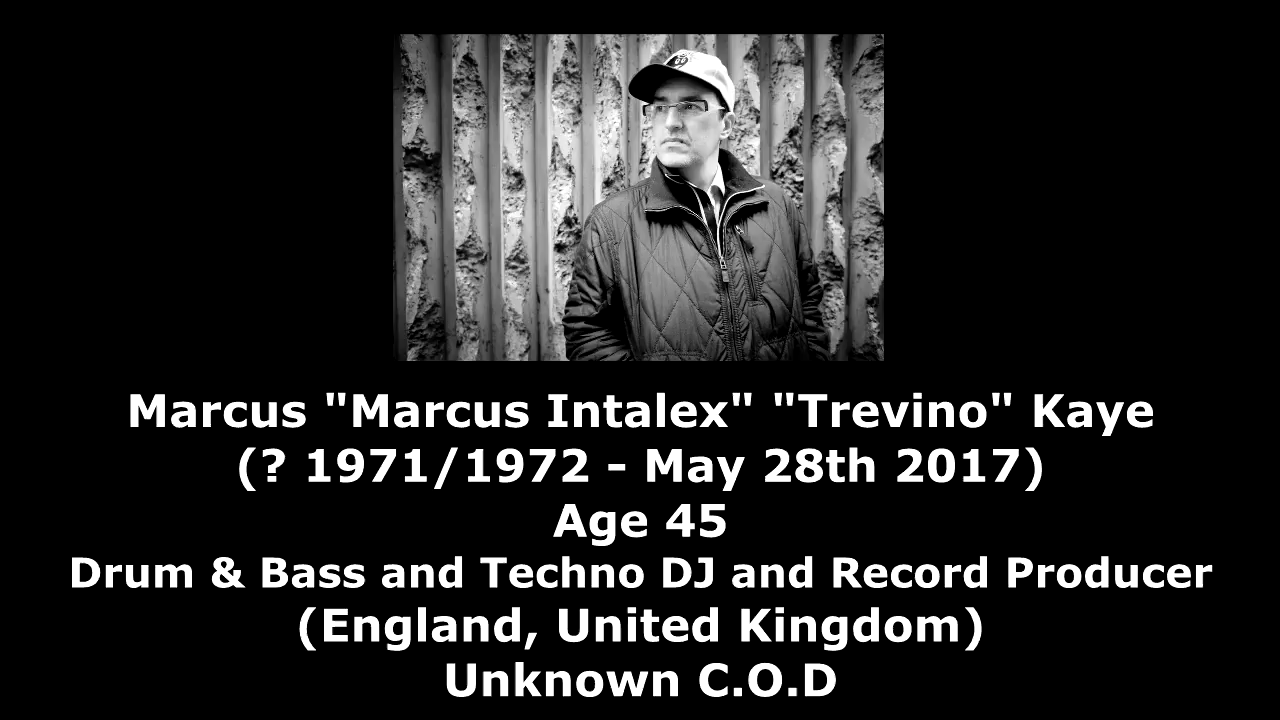 Marcus "Marcus Intalex" "Trevino" Kaye
(? 1971/1972 - May 28th 2017)
Age 45
Drum & Bass and Techno DJ and Record Producer
(England, United Kingdom)
Unknown C.O.D